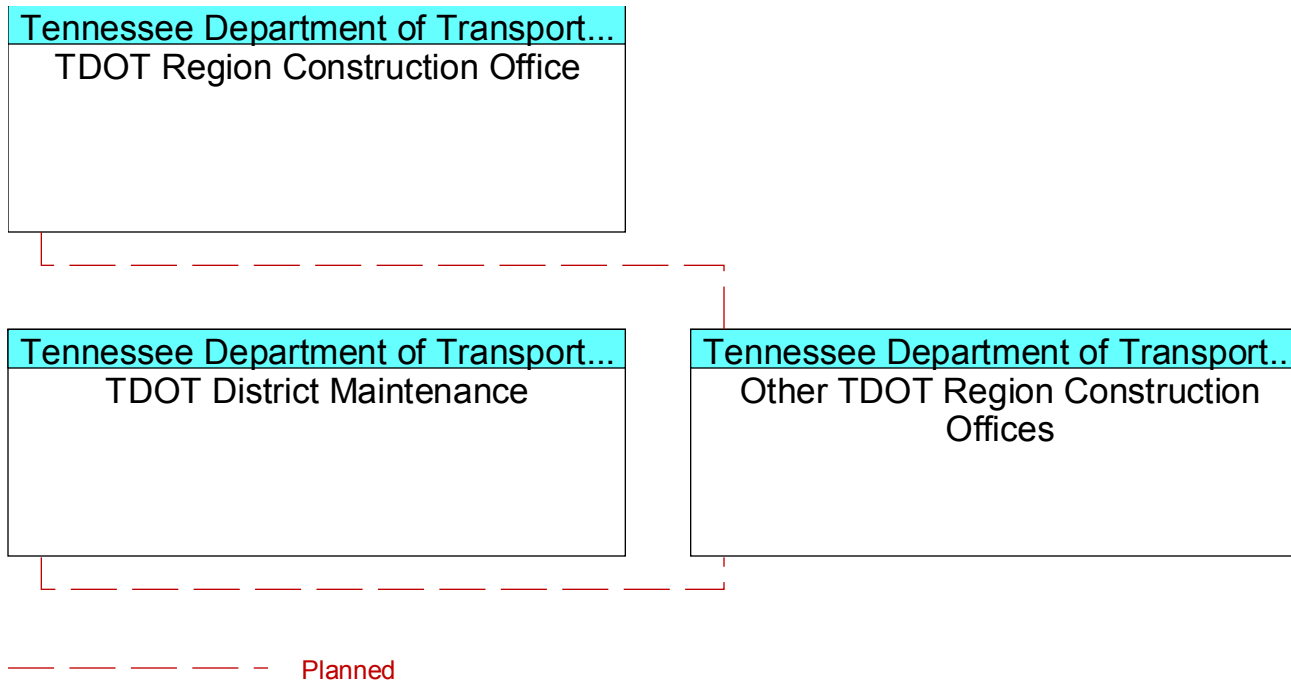 Tennessee Department of Transport...
TDOT Region Construction Office
Tennessee Department of Transport...
TDOT District Maintenance
Tennessee Department of Transport...
Other TDOT Region Construction
Offices
Planned